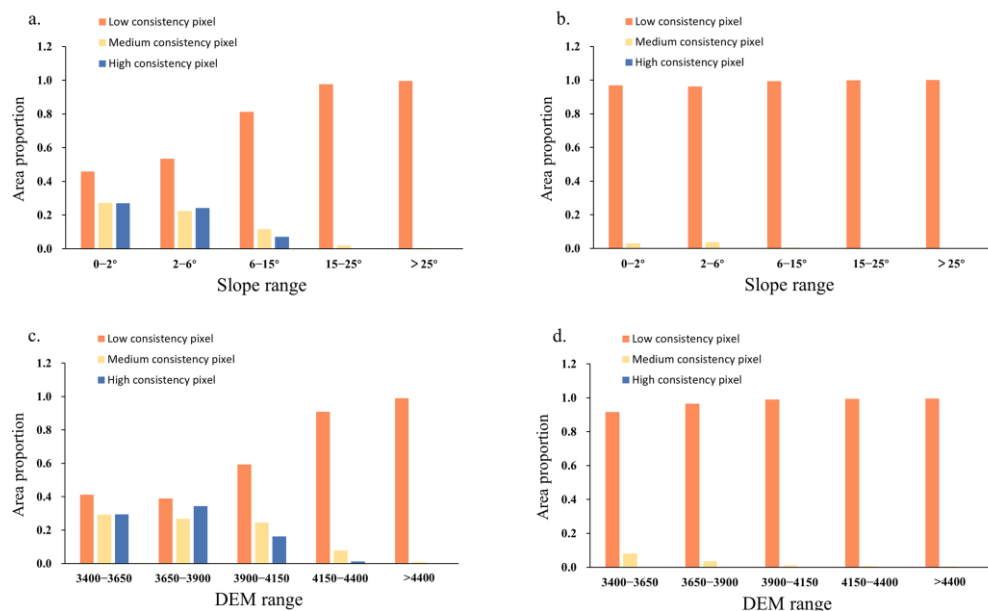 a.
Low consistency pixel
Medium consistency pixel
High consistency pixel
1.2
1.0
0.8
0.6
0.4
0.2
0.0
Area proportion
0−2° 2−6° 6−15° 15−25° >25°
Slope range
b.
Low consistency pixel
Medium consistency pixel
High consistency pixel
1.2
1.0
0.8
0.6
0.4
0.2
0.0
Area proportion
0−2° 2−6° 6−15° 15−25° >25°
Slope range
c.
Low consistency pixel
Medium consistency pixel
High consistency pixel
1.2
1.0
0.8
0.6
0.4
0.2
0.0
Area proportion
3400−3650 3650−3900 3900−4150 4150−4400 >4400
DEM range
d.
Low consistency pixel
Medium consistency pixel
High consistency pixel
1.2
1.0
0.8
0.6
0.4
0.2
0.0
Area proportion
3400−3650 3650−3900 3900−4150 4150−4400 >4400
DEM range